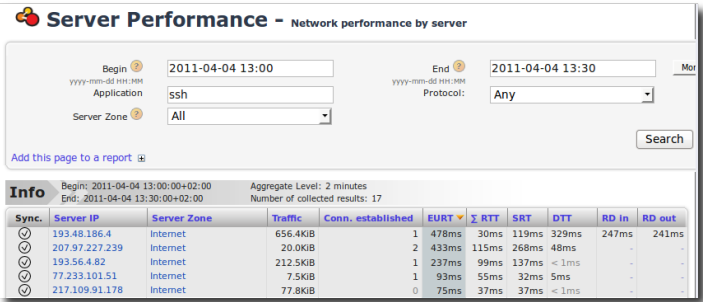 Server Performance - Network performance by server
Begin ? 2011-04-04 13:00 End ? 2011-04-04 13:30 Mor
yyyy-mm-dd HH:MM yyyy-mm-dd HH:MM
Application ssh Protocol: Any
Server Zone ? All
Search
Add this page to a report
Info Begin: 2011-04-04 13:00:00+02:00 Aggregate Level: 2 minutes
End: 2011-04-04 13:30:00+02:00 Number of collected results: 17
Sync. Server IP Server Zone Traffic Conn. established EURT Σ RTT SRT DTT RD in RD out
193.48.186.4 Internet 656.4KiB 1 478ms 30ms 119ms 329ms 247ms 241ms
207.97.227.239 Internet 20.0KiB 2 433ms 115ms 268ms 48ms - -
193.56.4.82 Internet 212.5KiB 1 237ms 99ms 137ms < 1ms - -
77.233.101.51 Internet 7.5KiB 1 93ms 55ms 32ms 5ms - -
217.109.91.178 Internet 77.8KiB 0 75ms 37ms 37ms < 1ms - -